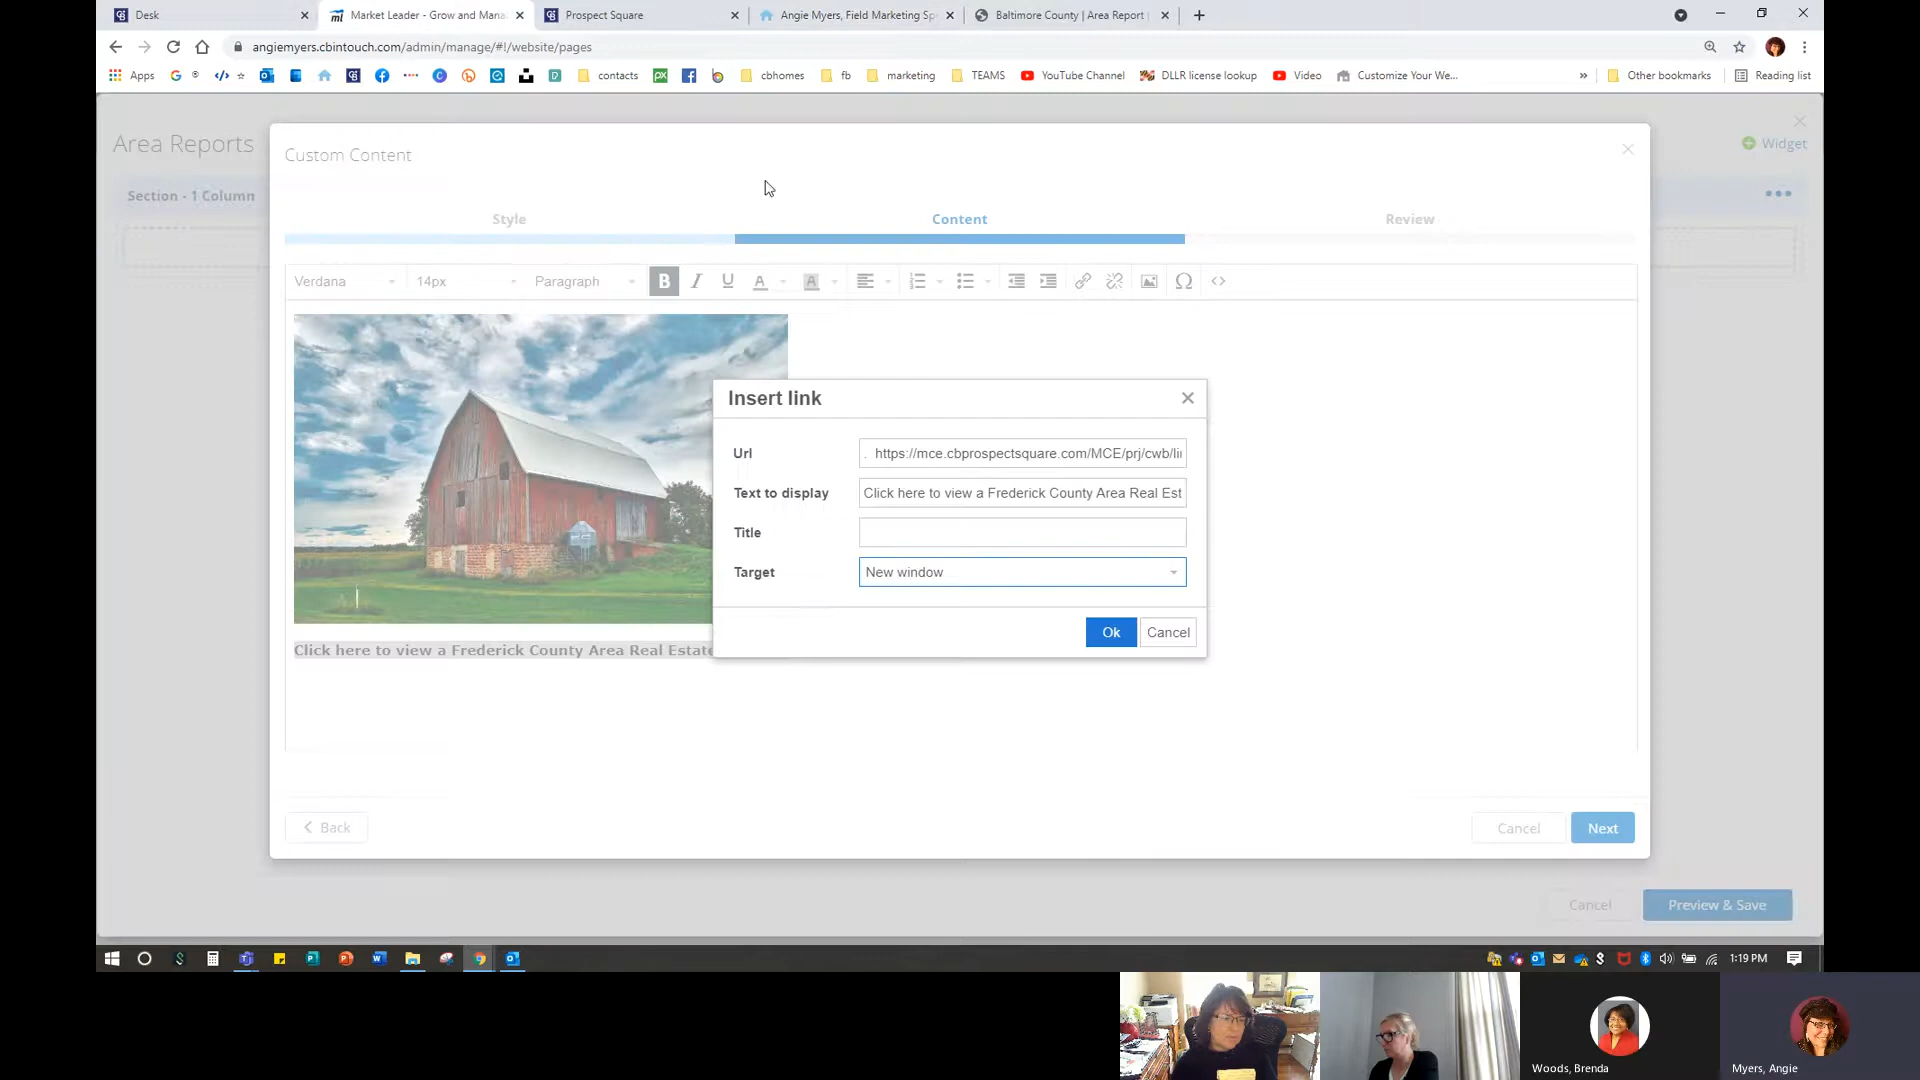 Desk
Market Leader - Grow and Mana
Prospect Square
Angie Myers, Field Marketing Sp
Baltimore County | Area Report
angiemyers.cbintouch.com/admin/manage/#!/website/pages
Apps
contacts
cbhomes
fb
marketing
TEAMS
YouTube Channel
DLLR license lookup
Video
Customize Your We...
»
Other bookmarks
Reading list
Area Reports
Widget
Custom Content
Section - 1 Column
Style
Content
Review
Verdana
14px
Paragraph
B
I
U
A
A
Insert link
Url
. https://mce.cbprospectsquare.com/MCE/prj/cwb/li
Text to display
Click here to view a Frederick County Area Real Est
Title
Target
New window
Ok
Cancel
Click here to view a Frederick County Area Real Estate
Back
Cancel
Next
Cancel
Preview & Save
1:19 PM
Woods, Brenda
Myers, Angie